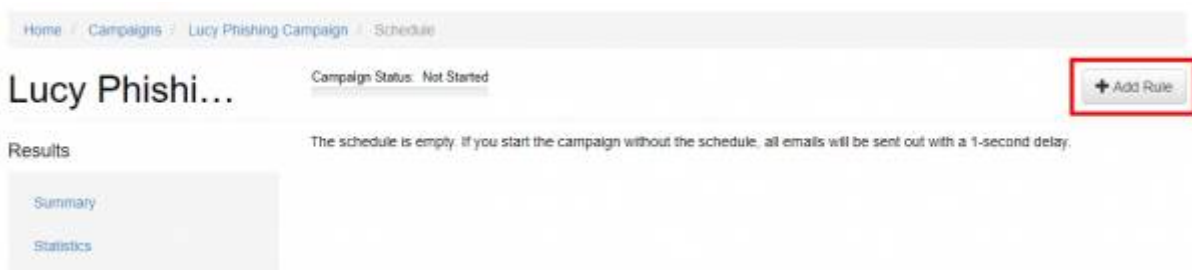 Home / Campaigns / Lucy Phishing Campaign / Schedule
Lucy Phishi...
Campaign Status: Not Started
+ Add Rule
Results
The schedule is empty. If you start the campaign without the schedule, all emails will be sent out with a 1-second delay.
Summary
Statistics